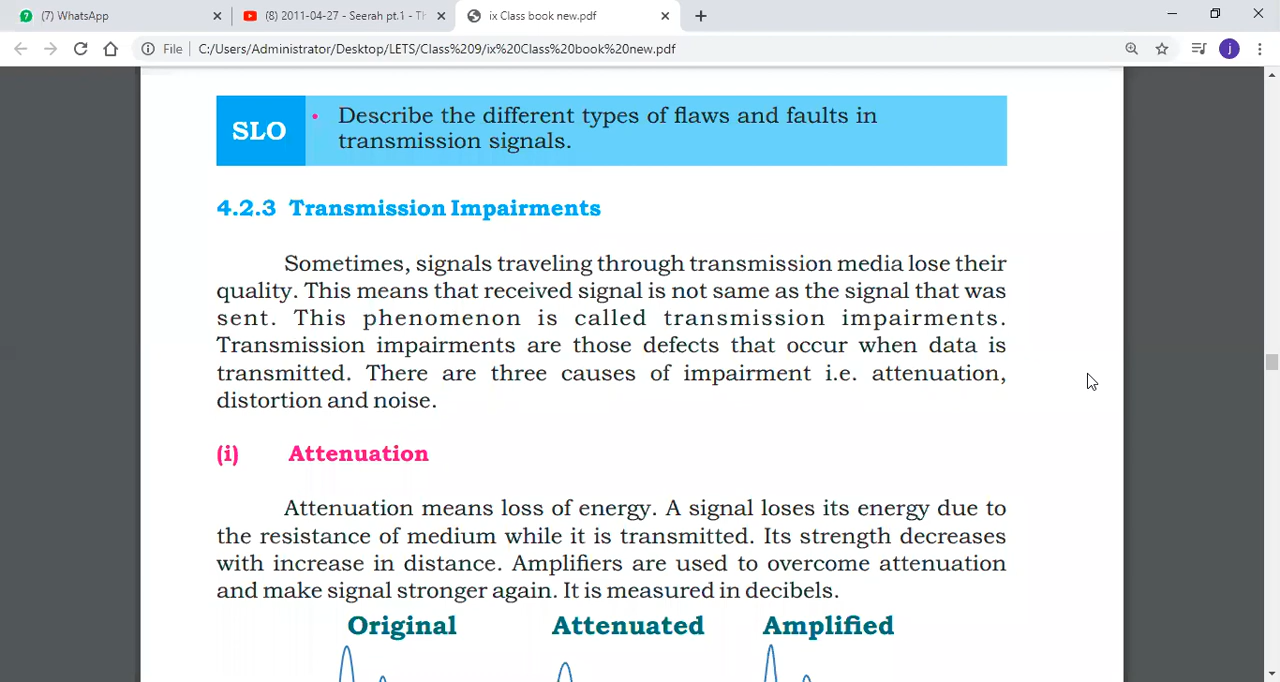 (7) WhatsApp
(8) 2011-04-27 - Seerah pt.1 - T
ix Class book new.pdf
File
C:/Users/Administrator/Desktop/LETS/Class%209/ix%20Class%20book%20new.pdf
j
SLO
• Describe the different types of flaws and faults in
transmission signals.
4.2.3 Transmission Impairments
Sometimes, signals traveling through transmission media lose their
quality. This means that received signal is not same as the signal that was
sent. This phenomenon is called transmission impairments.
Transmission impairments are those defects that occur when data is
transmitted. There are three causes of impairment i.e. attenuation,
distortion and noise.
(i) Attenuation
Attenuation means loss of energy. A signal loses its energy due to
the resistance of medium while it is transmitted. Its strength decreases
with increase in distance. Amplifiers are used to overcome attenuation
and make signal stronger again. It is measured in decibels.
Original Attenuated Amplified